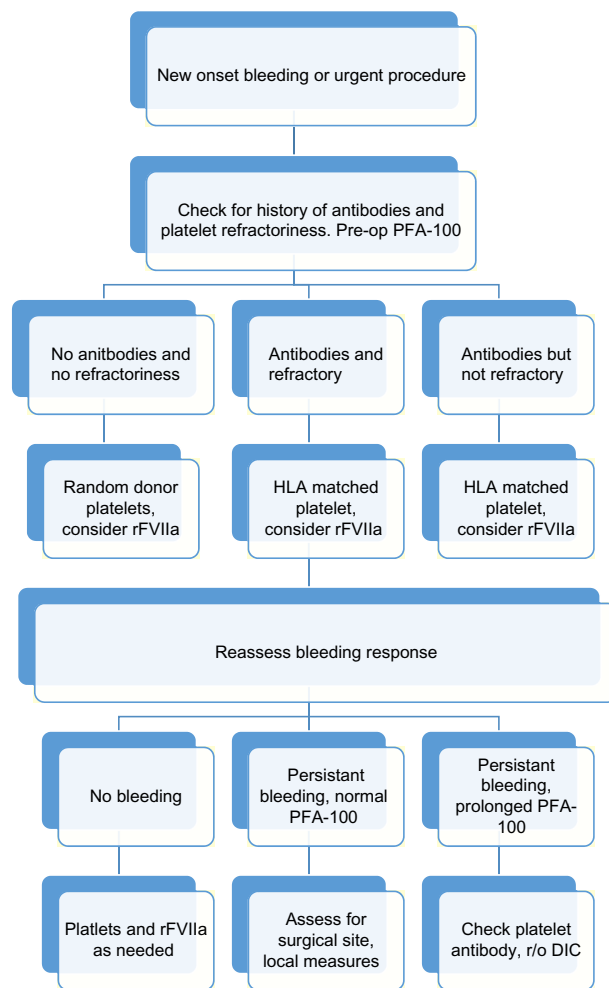 New onset bleeding or urgent procedure
Check for history of antibodies and
platelet refractoriness. Pre-op PFA-100
No anitbodies and
no refractoriness
Antibodies and
refractory
Antibodies but
not refractory
Random donor
platelets,
consider rFVIIa
HLA matched
platelet,
consider rFVIIa
HLA matched
platelet,
consider rFVIIa
Reassess bleeding response
No bleeding
Persistant
bleeding, normal
PFA-100
Persistant
bleeding,
prolonged PFA-
100
Platlets and rFVIIa
as needed
Assess for
surgical site,
local measures
Check platelet
antibody, r/o DIC